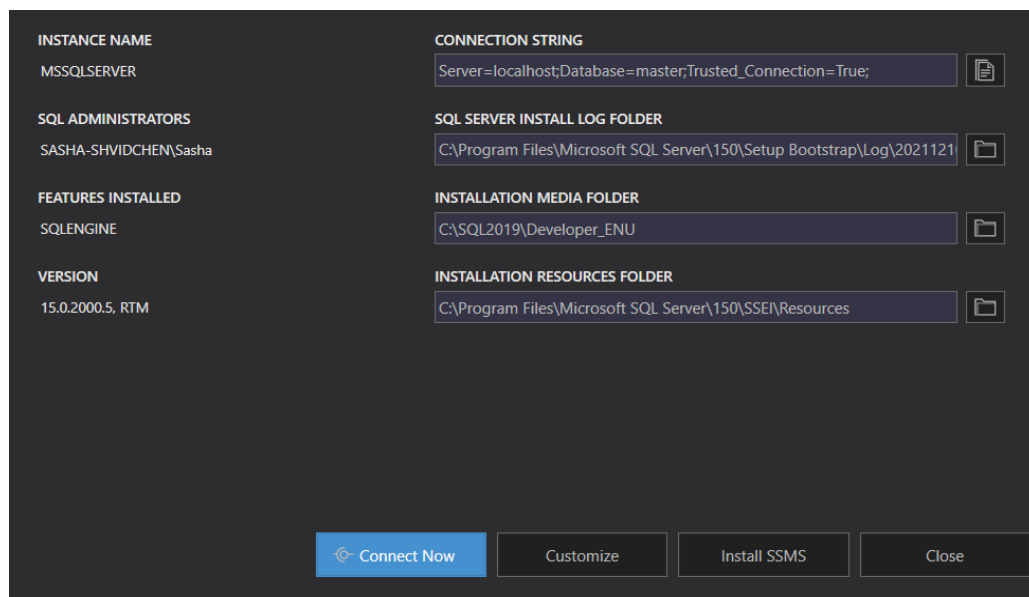 INSTANCE NAME
MSSQLSERVER
CONNECTION STRING
Server=localhost;Database=master;Trusted_Connection=True;
SQL ADMINISTRATORS
SASHA-SHVIDCHEN\Sasha
SQL SERVER INSTALL LOG FOLDER
C:\Program Files\Microsoft SQL Server\150\Setup Bootstrap\Log\2021121
FEATURES INSTALLED
SQLENGINE
INSTALLATION MEDIA FOLDER
C:\SQL2019\Developer_ENU
VERSION
15.0.2000.5, RTM
INSTALLATION RESOURCES FOLDER
C:\Program Files\Microsoft SQL Server\150\SSEI\Resources
Connect Now
Customize
Install SSMS
Close